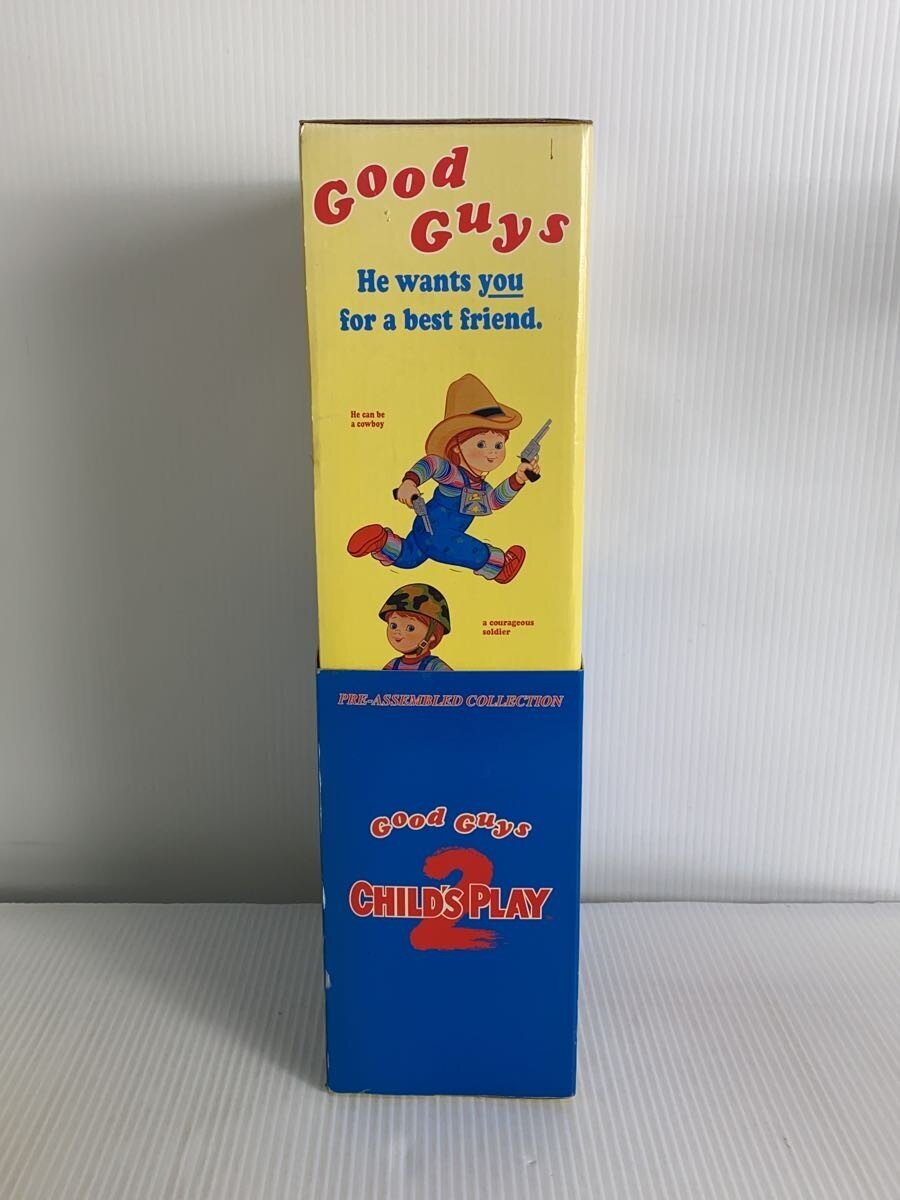 Good
Guys
He wants you
for a best friend.
He can be
a cowboy
a courageous
soldier
PRE-ASSEMBLED COLLECTION
Good Guys
2
CHILD'S PLAY